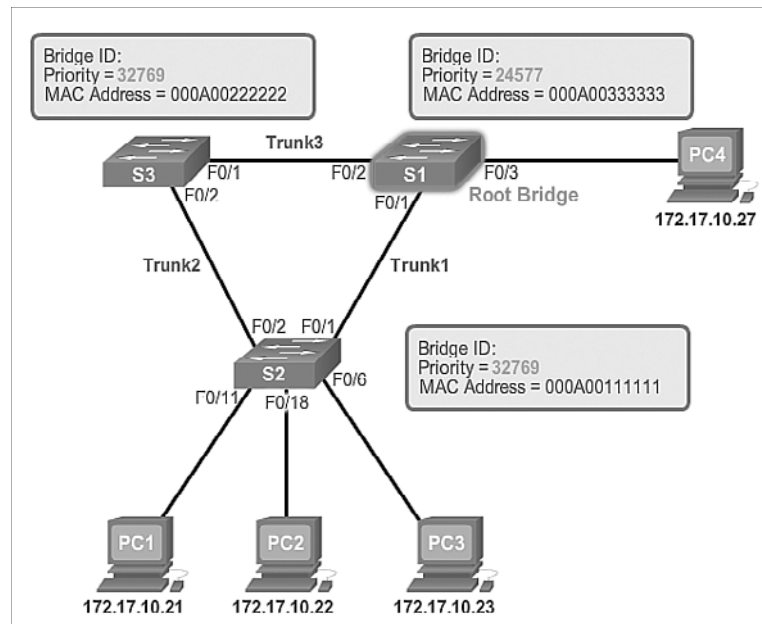 Bridge ID:
Priority = 32769
MAC Address = 000A00222222
Bridge ID:
Priority = 24577
MAC Address = 000A00333333
Trunk3
S3
F0/1
F0/2
S1
F0/3
F0/2
F0/1
Root Bridge
PC4
172.17.10.27
Trunk2
Trunk1
F0/2
F0/1
S2
F0/6
F0/11
F0/18
Bridge ID:
Priority = 32769
MAC Address = 000A00111111
PC1
PC2
PC3
172.17.10.21
172.17.10.22
172.17.10.23